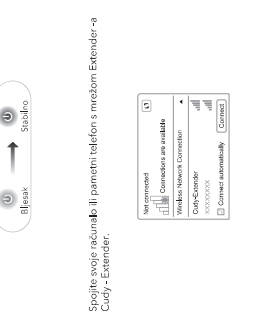 Bljesak
Stabilno
Spojite svoje računalo ili pametni telefon s mrežom Extender -a
Cudy - Extender.
Not connected
Connections are available
Wireless Network Connection
Cudy-Extender
XXXXXXXX
Connect automatically
Connect